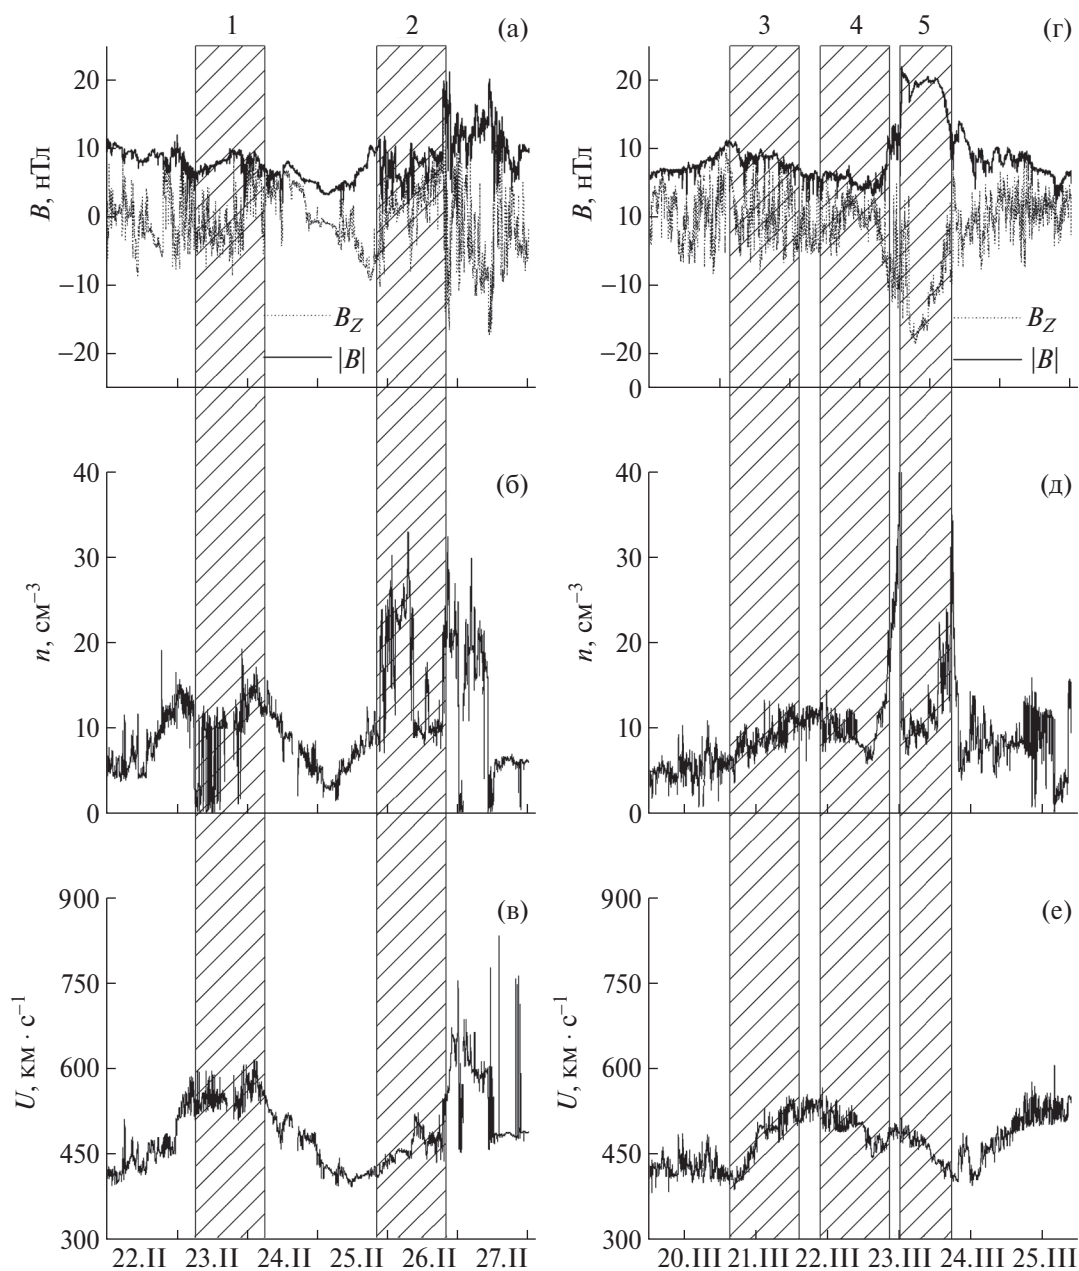 1
2
(а)
3
4
5
(г)
20
10
0
−10
−20
B, нТл
B_Z
|B|
20
10
10
−10
−20
0
B, нТл
B_Z
|B|
40
30
20
10
0
n, см⁻³
(б)
40
30
20
10
0
n, см⁻³
(д)
900
750
600
450
300
U, км · с⁻¹
(в)
900
750
600
450
300
U, км · с⁻¹
(е)
22.II 23.II 24.II 25.II 26.II 27.II
20.III 21.III 22.III 23.III 24.III 25.III